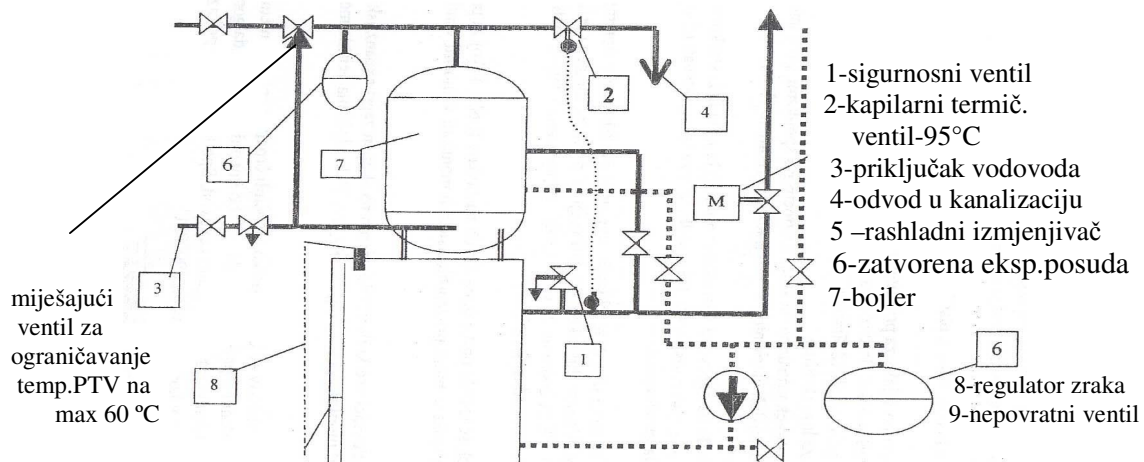 6
7
2
4
3
8
1
M
6
1-sigurnosni ventil
2-kapilarni termič.
ventil-95°C
3-priključak vodovoda
4-odvod u kanalizaciju
5 –rashladni izmjenjivač
6-zatvorena eksp.posuda
7-bojler
8-regulator zraka
9-nepovratni ventil
miješajući
ventil za
ograničavanje
temp.PTV na
max 60 ºC